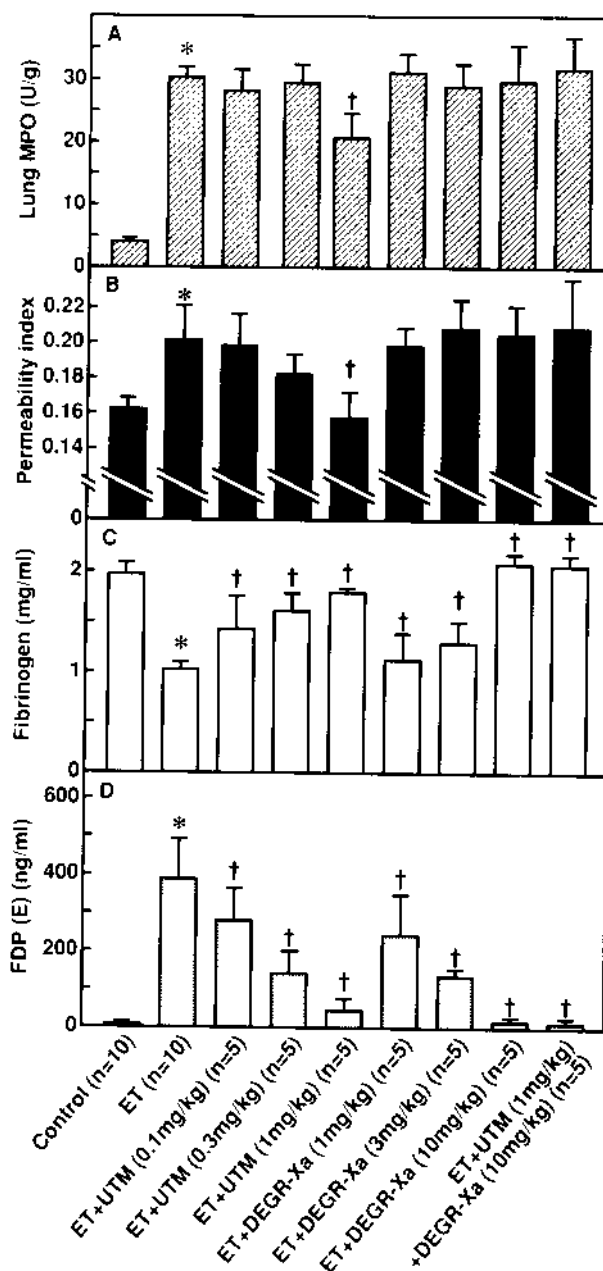 A
Lung MPO (U/g)
30
20
10
0
*
†
B
Permeability index
0.22
0.20
0.18
0.16
0.14
0
*
†
C
Fibrinogen (mg/ml)
2
1
0
*
†
†
†
†
†
†
†
D
FDP (E) (ng/ml)
600
400
200
0
*
†
†
†
†
†
†
†
Control (n=10)
ET (n=10)
ET+UTM (0.1mg/kg) (n=5)
ET+UTM (0.3mg/kg) (n=5)
ET+UTM (1mg/kg) (n=5)
ET+DEGR-Xa (1mg/kg) (n=5)
ET+DEGR-Xa (3mg/kg) (n=5)
ET+DEGR-Xa (10mg/kg) (n=5)
ET+UTM (1mg/kg)
+DEGR-Xa (10mg/kg) (n=5)